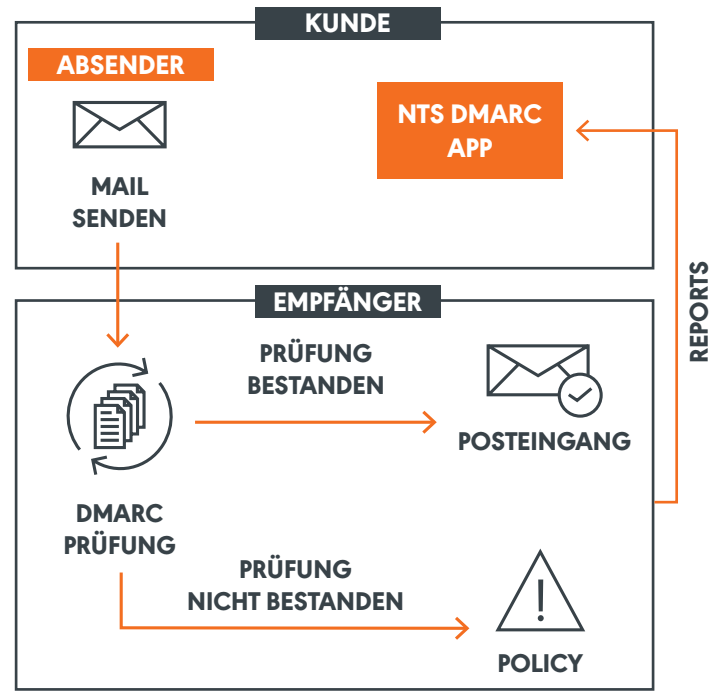 KUNDE
ABSENDER
MAIL
SENDEN
NTS DMARC
APP
REPORTS
EMPFÄNGER
PRÜFUNG
BESTANDEN
POSTEINGANG
DMARC
PRÜFUNG
PRÜFUNG
NICHT BESTANDEN
POLICY